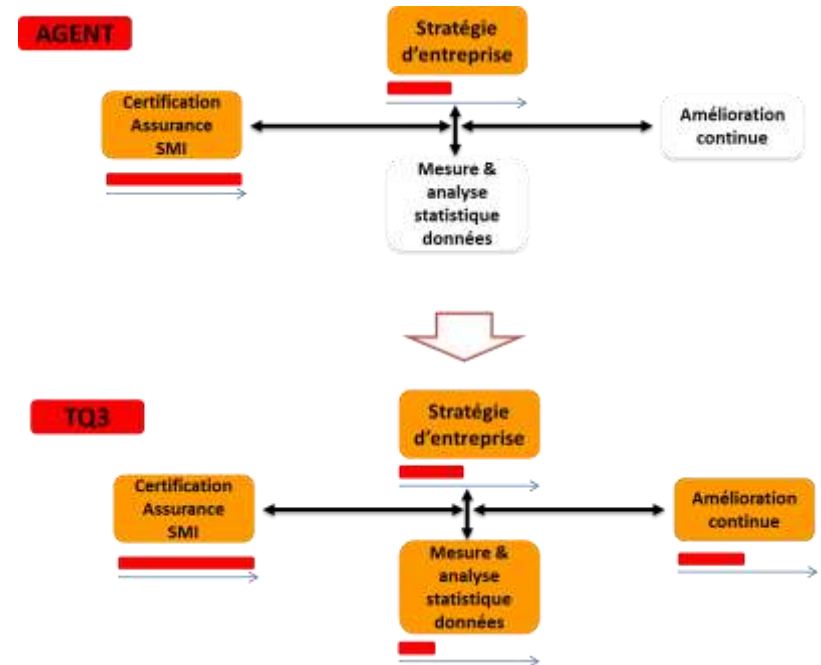 AGENT
Stratégie
d'entreprise
Certification
Assurance
SMI
Amélioration
continue
Mesure &
analyse
statistique
données
TQ3
Stratégie
d'entreprise
Certification
Assurance
SMI
Amélioration
continue
Mesure &
analyse
statistique
données